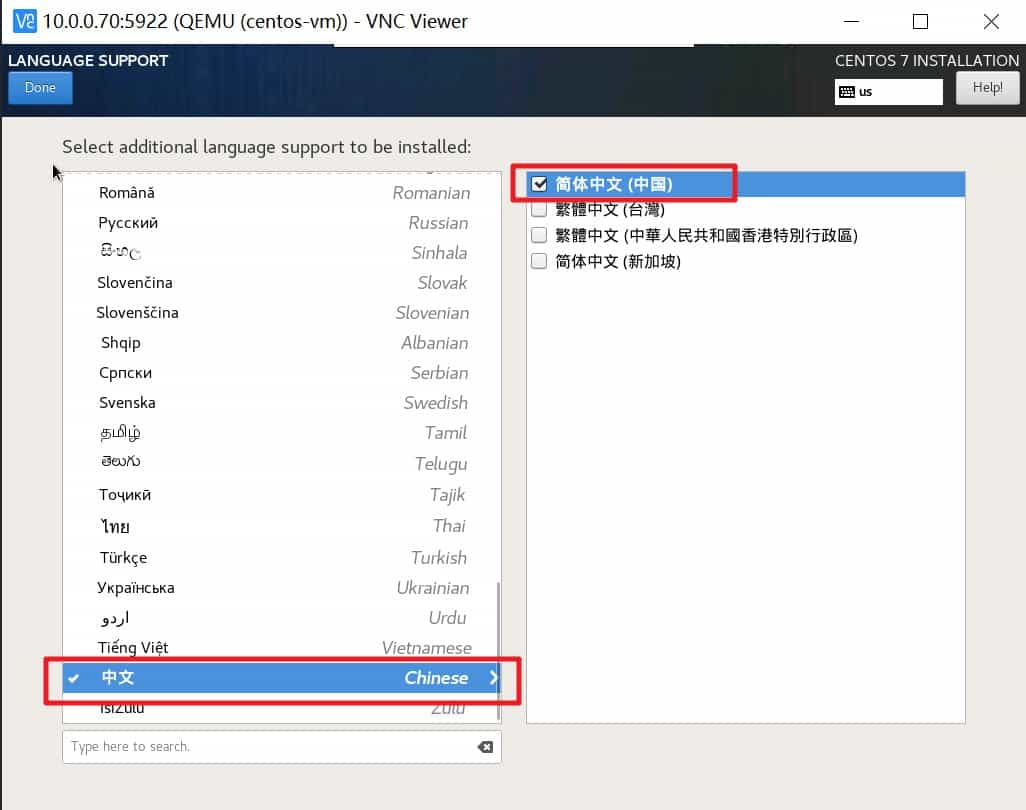 10.0.0.70:5922 (QEMU (centos-vm)) - VNC Viewer
LANGUAGE SUPPORT
CENTOS 7 INSTALLATION
Done
us
Help!
Select additional language support to be installed:
Română Romanian
Русский Russian
සිංහල Sinhala
Slovenčina Slovak
Slovenščina Slovenian
Shqip Albanian
Српски Serbian
Svenska Swedish
தமிழ் Tamil
తెలుగు Telugu
Тоҷикӣ Tajik
ไทย Thai
Türkçe Turkish
Українська Ukrainian
اردو Urdu
Tiếng Việt Vietnamese
中文 Chinese
IsiZulu Zulu
Type here to search.
简体中文 (中国)
繁體中文 (台灣)
繁體中文 (中華人民共和國香港特別行政區)
简体中文 (新加坡)